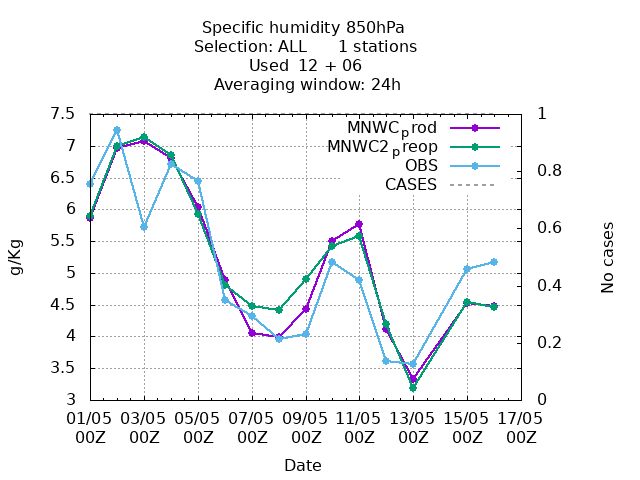 Specific humidity 850hPa
Selection: ALL 1 stations
Used 12 + 06
Averaging window: 24h
7.5
7
6.5
6
5.5
5
4.5
4
3.5
3
1
0.8
0.6
0.4
0.2
0
MNWCprod
MNWC2preop
OBS
CASES
g/Kg
No cases
01/05 03/05 05/05 07/05 09/05 11/05 13/05 15/05 17/05
00Z 00Z 00Z 00Z 00Z 00Z 00Z 00Z 00Z
Date